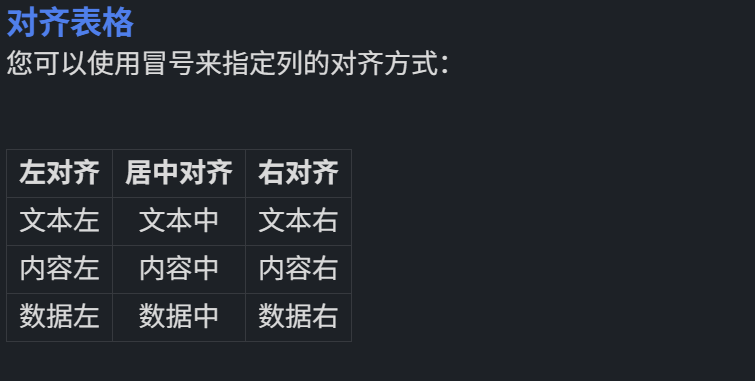 对齐表格
您可以使用冒号来指定列的对齐方式：
左对齐 居中对齐 右对齐
文本左 文本中 文本右
内容左 内容中 内容右
数据左 数据中 数据右